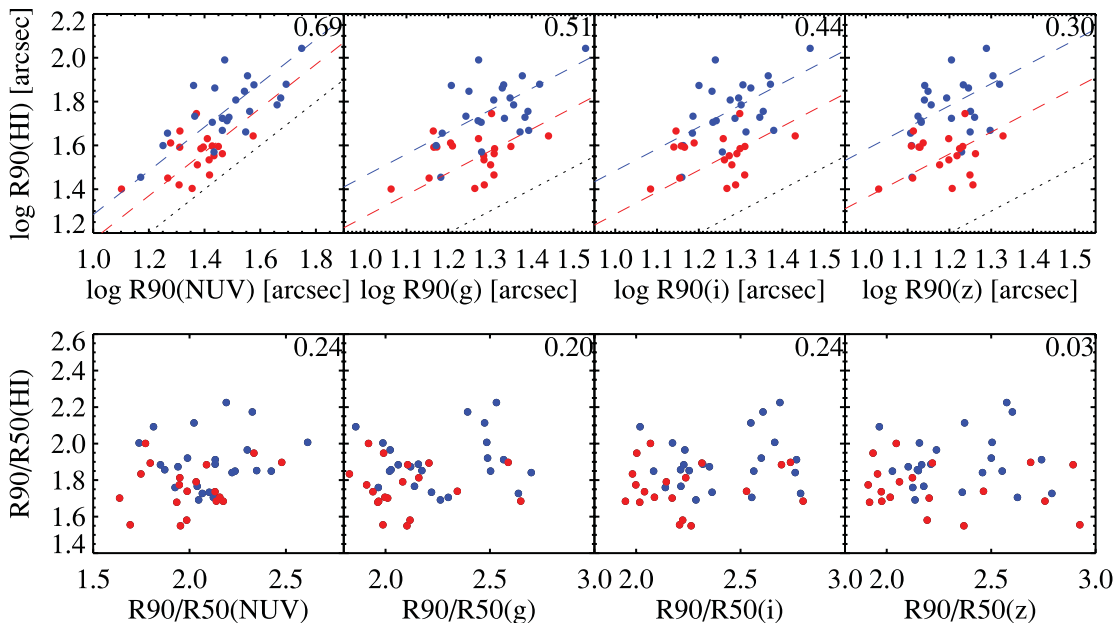 0.69 0.51 0.44 0.30
log R90(HI) [arcsec]
2.2
2.0
1.8
1.6
1.4
1.2
1.0 1.2 1.4 1.6 1.8 1.0 1.1 1.2 1.3 1.4 1.5 1.0 1.1 1.2 1.3 1.4 1.5 1.0 1.1 1.2 1.3 1.4 1.5
log R90(NUV) [arcsec] log R90(g) [arcsec] log R90(i) [arcsec] log R90(z) [arcsec]
0.24 0.20 0.24 0.03
R90/R50(HI)
2.6
2.4
2.2
2.0
1.8
1.6
1.4
1.5 2.0 2.5 2.0 2.5 3.0 2.0 2.5 3.0 2.0 2.5 3.0
R90/R50(NUV) R90/R50(g) R90/R50(i) R90/R50(z)